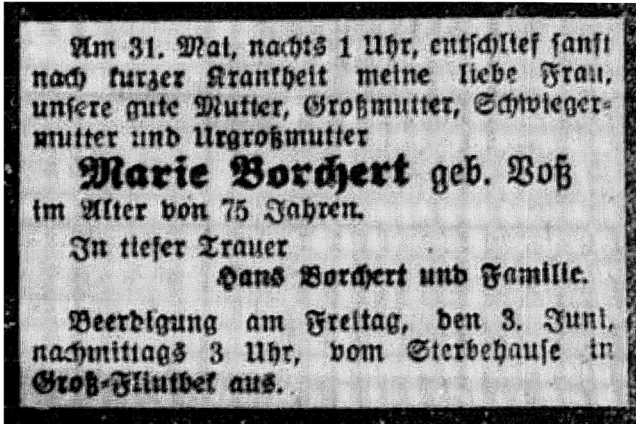 Am 31. Mai, nachts 1 Uhr, entschlief sanft
nach kurzer Krankheit meine liebe Frau,
unsere gute Mutter, Großmutter, Schwieger-
mutter und Urgroßmutter
Marie Borchert geb. Voß
im Alter von 75 Jahren.
In tiefer Trauer
Hans Borchert und Familie.
Beerdigung am Freitag, den 3. Juni,
nachmittags 3 Uhr, vom Sterbehause in
Groß-Flintbek aus.